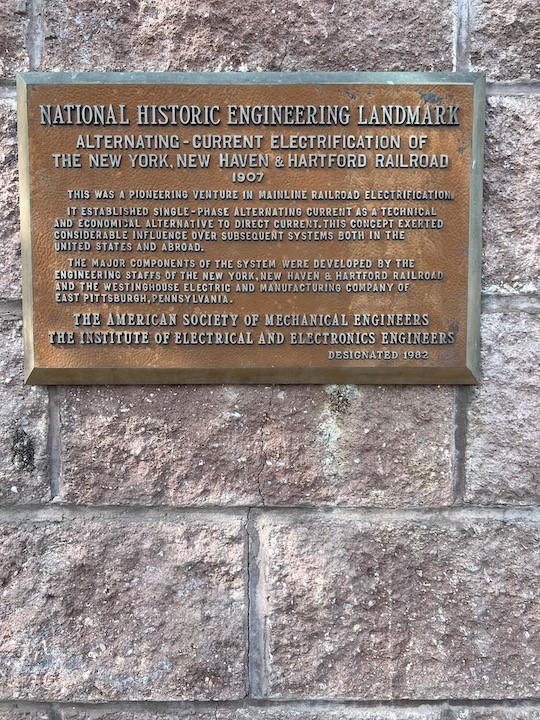 NATIONAL HISTORIC ENGINEERING LANDMARK
ALTERNATING-CURRENT ELECTRIFICATION OF
THE NEW YORK, NEW HAVEN & HARTFORD RAILROAD
1907
THIS WAS A PIONEERING VENTURE IN MAINLINE RAILROAD ELECTRIFICATION.
IT ESTABLISHED SINGLE-PHASE ALTERNATING CURRENT AS A TECHNICAL
AND ECONOMICAL ALTERNATIVE TO DIRECT CURRENT. THIS CONCEPT EXERTED
CONSIDERABLE INFLUENCE OVER SUBSEQUENT SYSTEMS BOTH IN THE
UNITED STATES AND ABROAD.
THE MAJOR COMPONENTS OF THE SYSTEM WERE DEVELOPED BY THE
ENGINEERING STAFFS OF THE NEW YORK, NEW HAVEN & HARTFORD RAILROAD
AND THE WESTINGHOUSE ELECTRIC AND MANUFACTURING COMPANY OF
EAST PITTSBURGH, PENNSYLVANIA.
THE AMERICAN SOCIETY OF MECHANICAL ENGINEERS
THE INSTITUTE OF ELECTRICAL AND ELECTRONICS ENGINEERS
DESIGNATED 1982